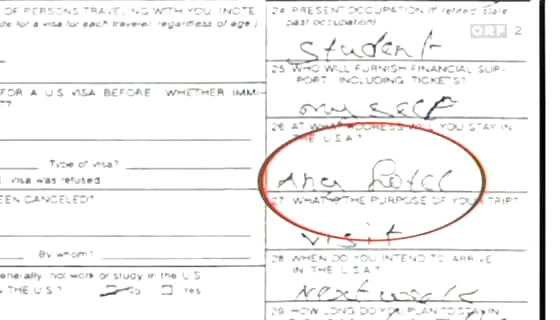 OF PERSONS TRAVELING WITH YOU (NOTE
de for a visa for each traveler regardless of age.)
FOR A U.S. VISA BEFORE, WHETHER IMMI-
T?
Type of visa?
visa was refused
EEN CANCELED?
By whom?
enerally not work or study in the U.S.
THE U.S.? No Yes
24. PRESENT OCCUPATION (If retired, state
past occupation)
ORF 2
Student
25. WHO WILL FURNISH FINANCIAL SUP-
PORT, INCLUDING TICKETS?
my self
26. AT WHAT ADDRESS WILL YOU STAY IN
THE U.S.A.?
Any Hotel
27. WHAT IS THE PURPOSE OF YOUR TRIP?
visit
28. WHEN DO YOU INTEND TO ARRIVE
IN THE U.S.A.?
Next week
29. HOW LONG DO YOU PLAN TO STAY IN